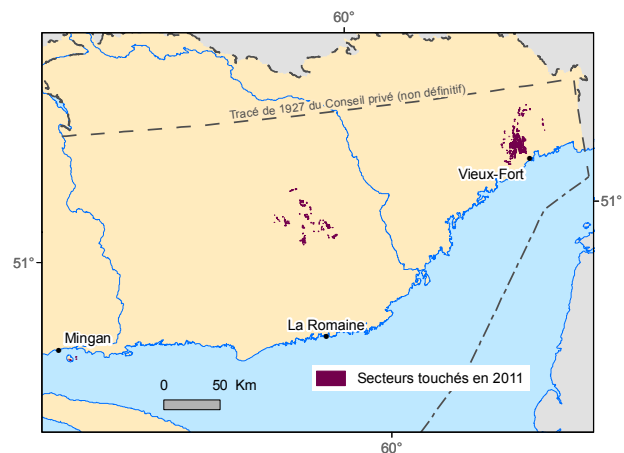 60°
Tracé de 1927 du Conseil privé (non définitif)
Vieux-Fort
51°
51°
La Romaine
Mingan
0 50 Km
Secteurs touchés en 2011
60°